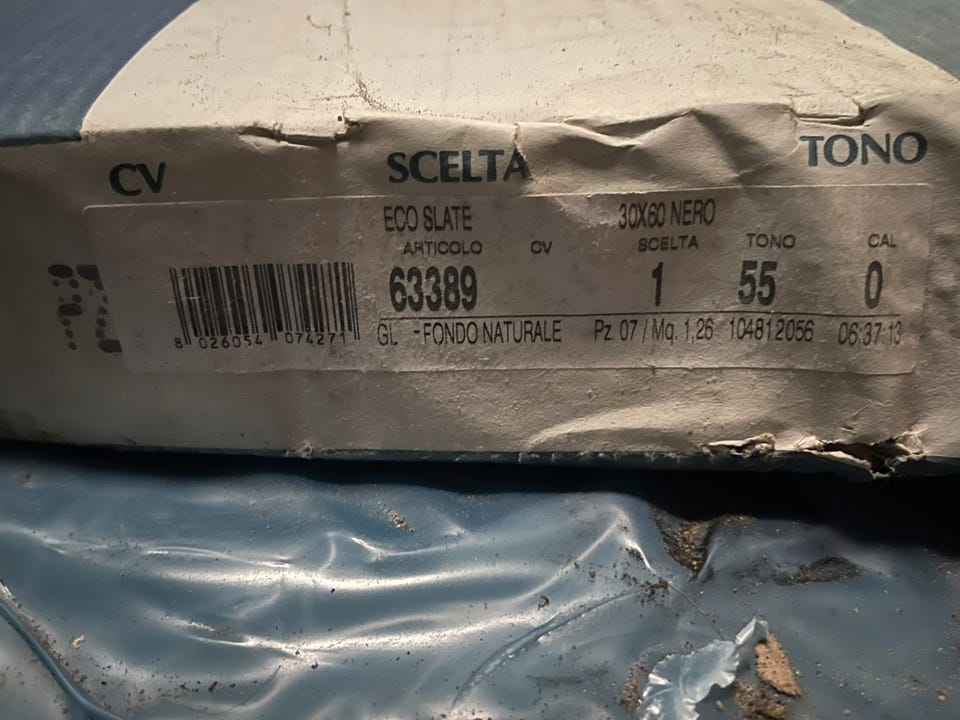 CV SCELTA TONO
ECO SLATE 30X60 NERO
ARTICOLO CV SCELTA TONO CAL
63389 1 55 0
GL - FONDO NATURALE Pz. 07 / Mq. 1,26 104812056 06:37:13
8 026054 074271